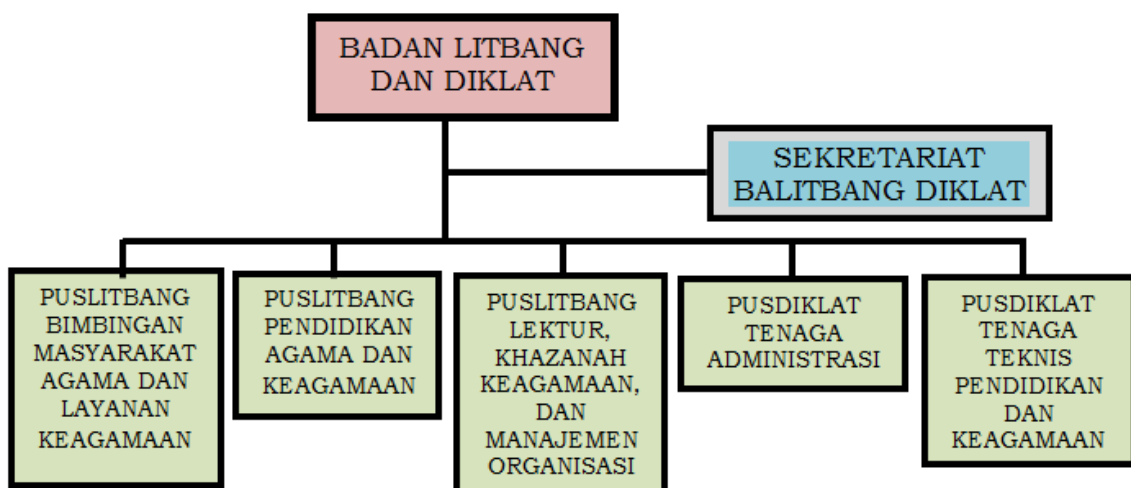 BADAN LITBANG
DAN DIKLAT
SEKRETARIAT
BALITBANG DIKLAT
PUSLITBANG
BIMBINGAN
MASYARAKAT
AGAMA DAN
LAYANAN
KEAGAMAAN
PUSLITBANG
PENDIDIKAN
AGAMA DAN
KEAGAMAAN
PUSLITBANG
LEKTUR,
KHAZANAH
KEAGAMAAN,
DAN
MANAJEMEN
ORGANISASI
PUSDIKLAT
TENAGA
ADMINISTRASI
PUSDIKLAT
TENAGA
TEKNIS
PENDIDIKAN
DAN
KEAGAMAAN